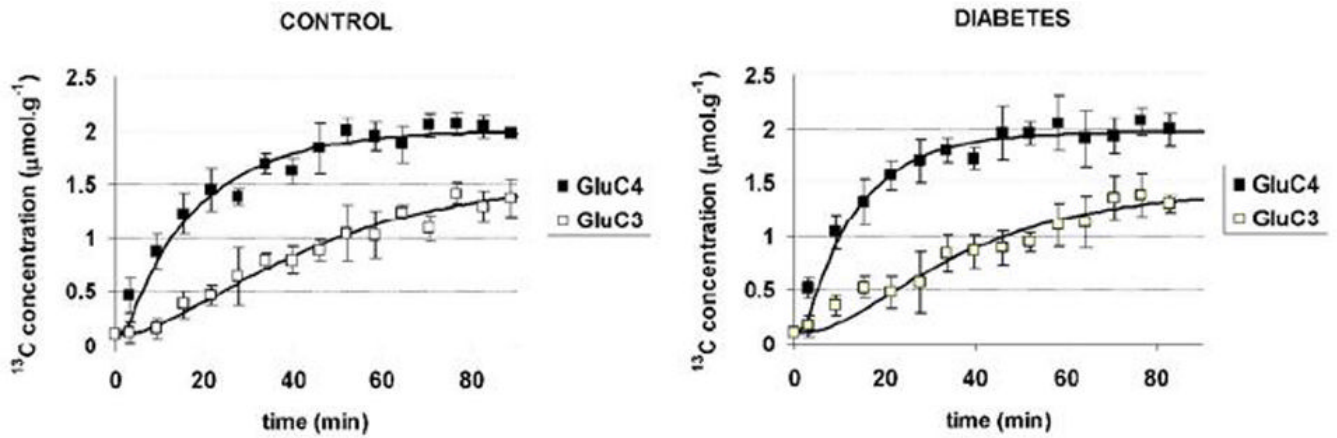 CONTROL
¹³C concentration (μmol.g⁻¹)
2.5
2
1.5
1
0.5
0
0 20 40 60 80
time (min)
GluC4
GluC3
DIABETES
¹³C concentration (μmol.g⁻¹)
2.5
2
1.5
1
0.5
0
0 20 40 60 80
time (min)
GluC4
GluC3